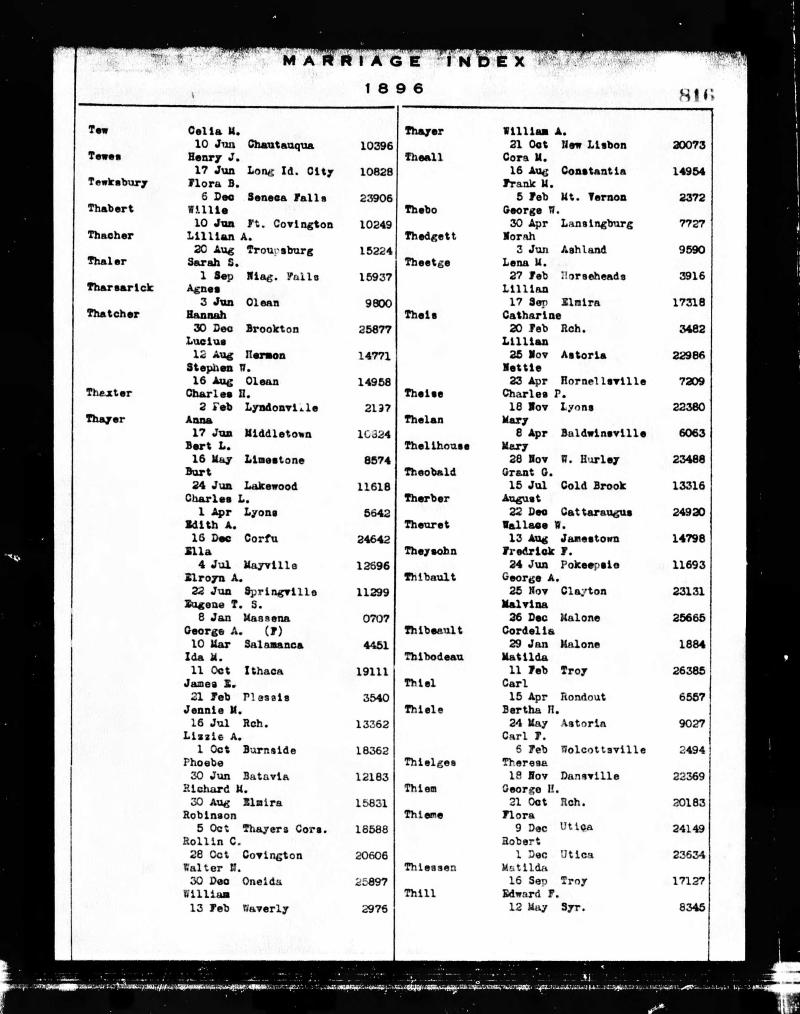 MARRIAGE INDEX
1896
816
Tew Celia M.
10 Jun Chautauqua 10396
Tewes Henry J.
17 Jun Long Id. City 10828
Tewksbury Flora B.
6 Dec Seneca Falls 23906
Thabert Willie
10 Jun Ft. Covington 10249
Thacher Lillian A.
20 Aug Troupsburg 15224
Thaler Sarah S.
1 Sep Niag. Falls 15937
Tharsarick Agnes
3 Jun Olean 9800
Thatcher Hannah
30 Dec Brookton 25877
Lucius
12 Aug Hermon 14771
Stephen W.
16 Aug Olean 14958
Thaxter Charles H.
2 Feb Lyndonville 2197
Thayer Anna
17 Jun Middletown
Bert L.
16 May Limestone 8574
Burt
24 Jun Lakewood 11618
Charles L.
1 Apr Lyons 5642
Edith A.
16 Dec Corfu 24642
Ella
4 Jul Mayville 12696
Elroyn A.
22 Jun Springville 11299
Eugene T. S.
8 Jan Massena 0707
George A. (F)
10 Mar Salamanca 4451
Ida M.
11 Oct Ithaca 19111
James E.
21 Feb Plessis 3540
Jennie M.
16 Jul Rch. 13362
Lizzie A.
1 Oct Burnside 18362
Phoebe
30 Jun Batavia 12183
Richard M.
30 Aug Elmira 15831
Robinson
5 Oct Thayers Cors. 18588
Rollin C.
28 Oct Covington 20606
Walter N.
30 Dec Oneida 25897
William
13 Feb Waverly 2976
Thayer William A.
21 Oct New Lisbon 20073
Theall Cora M.
16 Aug Constantia 14954
Frank M.
5 Feb Mt. Vernon 2372
Thebo George W.
30 Apr Lansingburg 7727
Thedgett Norah
3 Jun Ashland 9590
Theetge Lena M.
27 Feb Horseheads 3916
Lillian
17 Sep Elmira 17318
Theis Catharine
20 Feb Rch. 3482
Lillian
25 Nov Astoria 22986
Nettie
23 Apr Hornellsville 7209
Theise Charles P.
18 Nov Lyons 22380
Thelan Mary
8 Apr Baldwinsville 6063
Thelihouse Mary
28 Nov W. Hurley 23488
Theobald Grant G.
15 Jul Cold Brook 13316
Therber August
22 Dec Cattaraugus 24920
Theuret Wallace W.
13 Aug Jamestown 14798
Theysohn Fredrick F.
24 Jun Pokeepsie 11693
Thibault George A.
25 Nov Clayton 23131
Malvina
26 Dec Malone 25665
Thibeault Cordelia
29 Jan Malone 1884
Thibodeau Matilda
11 Feb Troy 26385
Thiel Carl
15 Apr Rondout 6557
Thiele Bertha H.
24 May Astoria 9027
Carl F.
6 Feb Wolcottsville 2494
Thielges Theresa
18 Nov Dansville 22369
Thiem George H.
21 Oct Rch. 20183
Thieme Flora
9 Dec Utica 24149
Robert
1 Dec Utica 23634
Thiessen Matilda
16 Sep Troy 17127
Thill Edward F.
12 May Syr. 8345